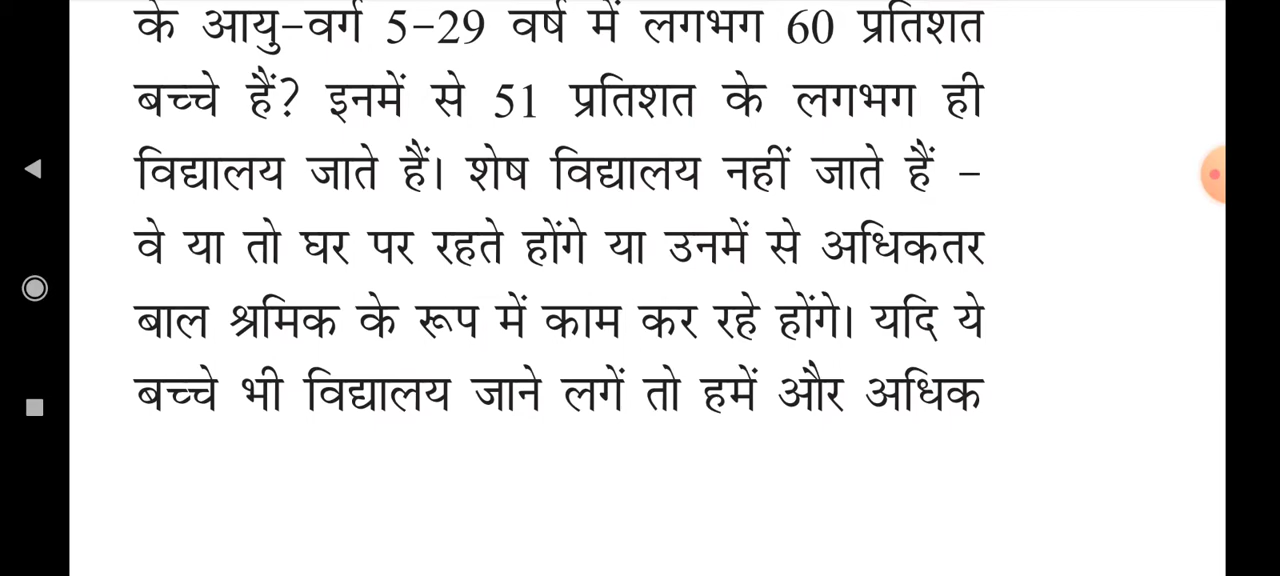 के आयु-वर्ग 5-29 वर्ष में लगभग 60 प्रतिशत
बच्चे हैं? इनमें से 51 प्रतिशत के लगभग ही
विद्यालय जाते हैं। शेष विद्यालय नहीं जाते हैं -
वे या तो घर पर रहते होंगे या उनमें से अधिकतर
बाल श्रमिक के रूप में काम कर रहे होंगे। यदि ये
बच्चे भी विद्यालय जाने लगें तो हमें और अधिक